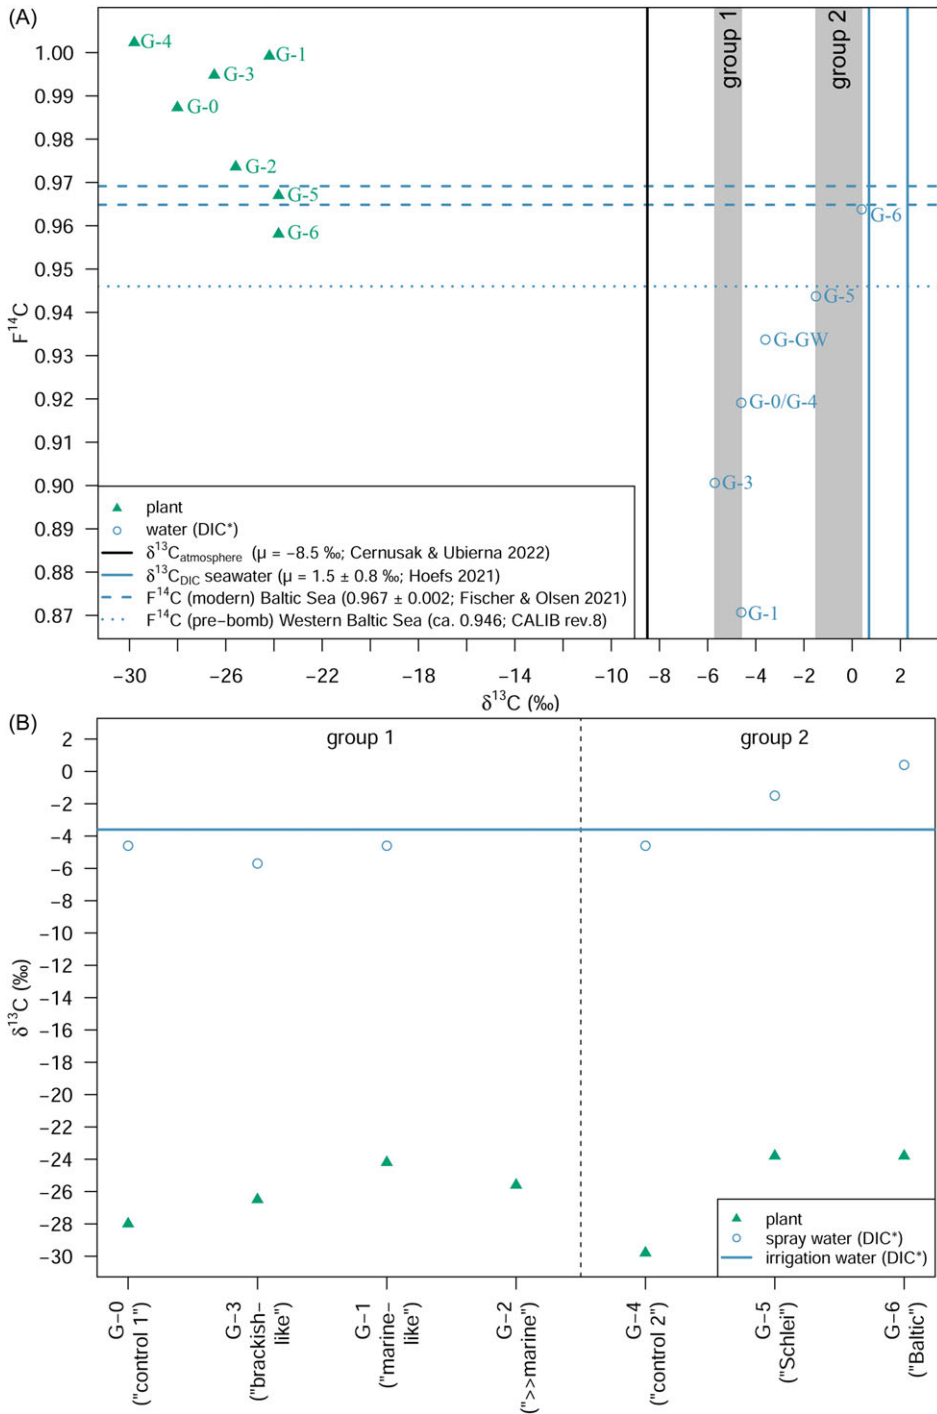 (A)
group 1
group 2
G-4
G-1
G-3
G-0
G-2
G-5
G-6
G-6
G-5
G-GW
G-0/G-4
G-3
G-1
1.00
0.99
0.98
0.97
0.96
0.95
0.94
0.93
0.92
0.91
0.90
0.89
0.88
0.87
F¹⁴C
plant
water (DIC*)
δ¹³C_atmosphere (μ = −8.5 ‰; Cernusak & Ubierna 2022)
δ¹³C_DIC seawater (μ = 1.5 ± 0.8 ‰; Hoefs 2021)
F¹⁴C (modern) Baltic Sea (0.967 ± 0.002; Fischer & Olsen 2021)
F¹⁴C (pre−bomb) Western Baltic Sea (ca. 0.946; CALIB rev.8)
−30 −26 −22 −18 −14 −10 −8 −6 −4 −2 0 2
δ¹³C (‰)
(B)
group 1 group 2
2
0
−2
−4
−6
−8
−10
−12
−14
−16
−18
−20
−22
−24
−26
−28
−30
δ¹³C (‰)
plant
spray water (DIC*)
irrigation water (DIC*)
G−0
("control 1")
G−3
("brackish−
like")
G−1
("marine−
like")
G−2
(">>marine")
G−4
("control 2")
G−5
("Schlei")
G−6
("Baltic")